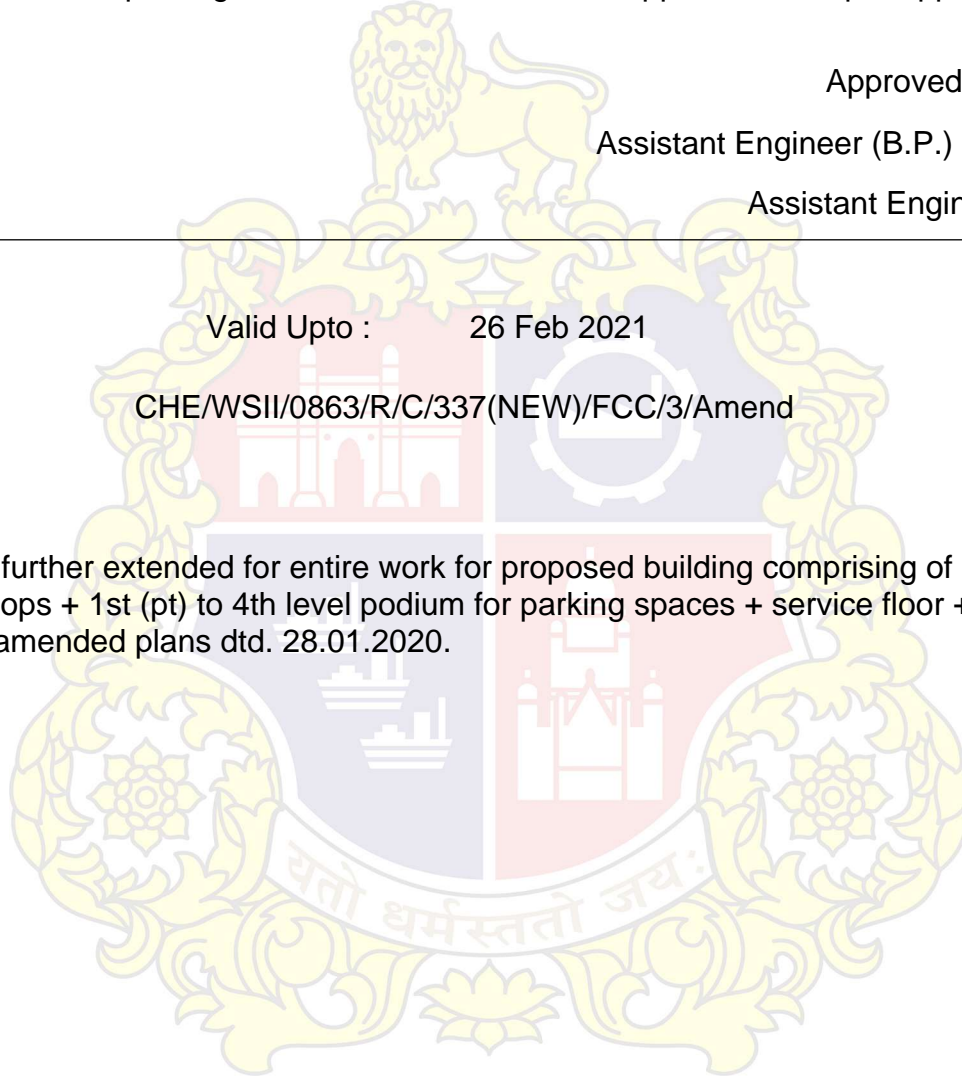 Approved
Assistant Engineer (B.P.)
Assistant
Valid Upto : 26 Feb 2021
CHE/WSII/0863/R/C/337(NEW)/FCC/3/Amend
further extended for entire work for proposed building comprising of
+ 1st (pt) to 4th level podium for parking spaces + service floor +
amended plans dtd. 28.01.2020.
यतो धर्मस्ततो जय: